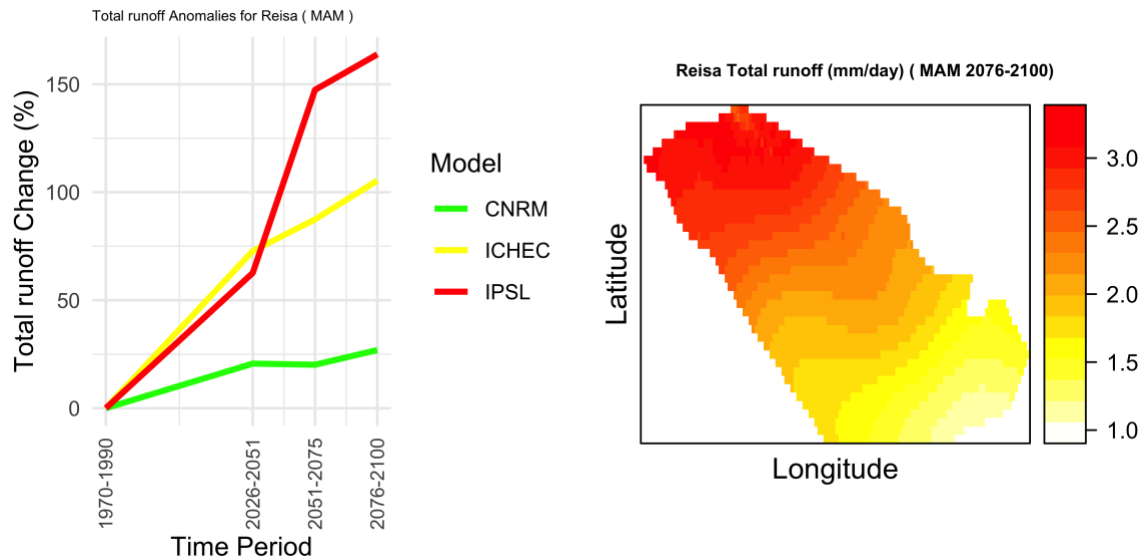 Total runoff Anomalies for Reisa ( MAM )
Total runoff Change (%)
150
100
50
0
1970-1990
2026-2051
2051-2075
2076-2100
Time Period
Model
CNRM
ICHEC
IPSL
Reisa Total runoff (mm/day) ( MAM 2076-2100)
Latitude
Longitude
3.0
2.5
2.0
1.5
1.0